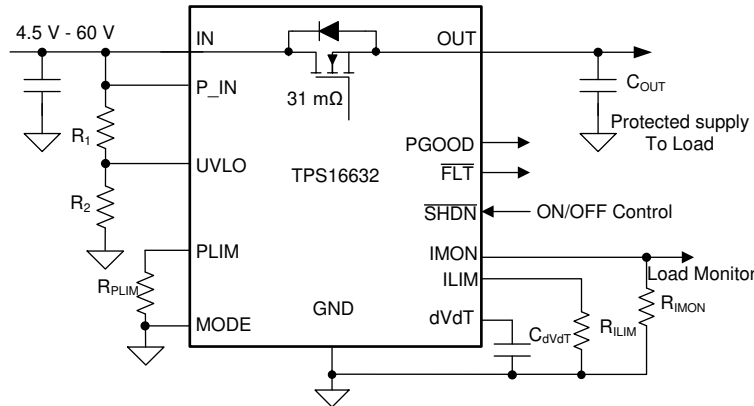 4.5 V - 60 V
IN
OUT
P_IN
31 mΩ
COUT
R1
Protected supply
To Load
PGOOD
UVLO
TPS16632
FLT
R2
SHDN
ON/OFF Control
PLIM
IMON
Load Monitor
ILIM
RPLIM
RIMON
GND
MODE
dVdT
CdVdT
RILIM